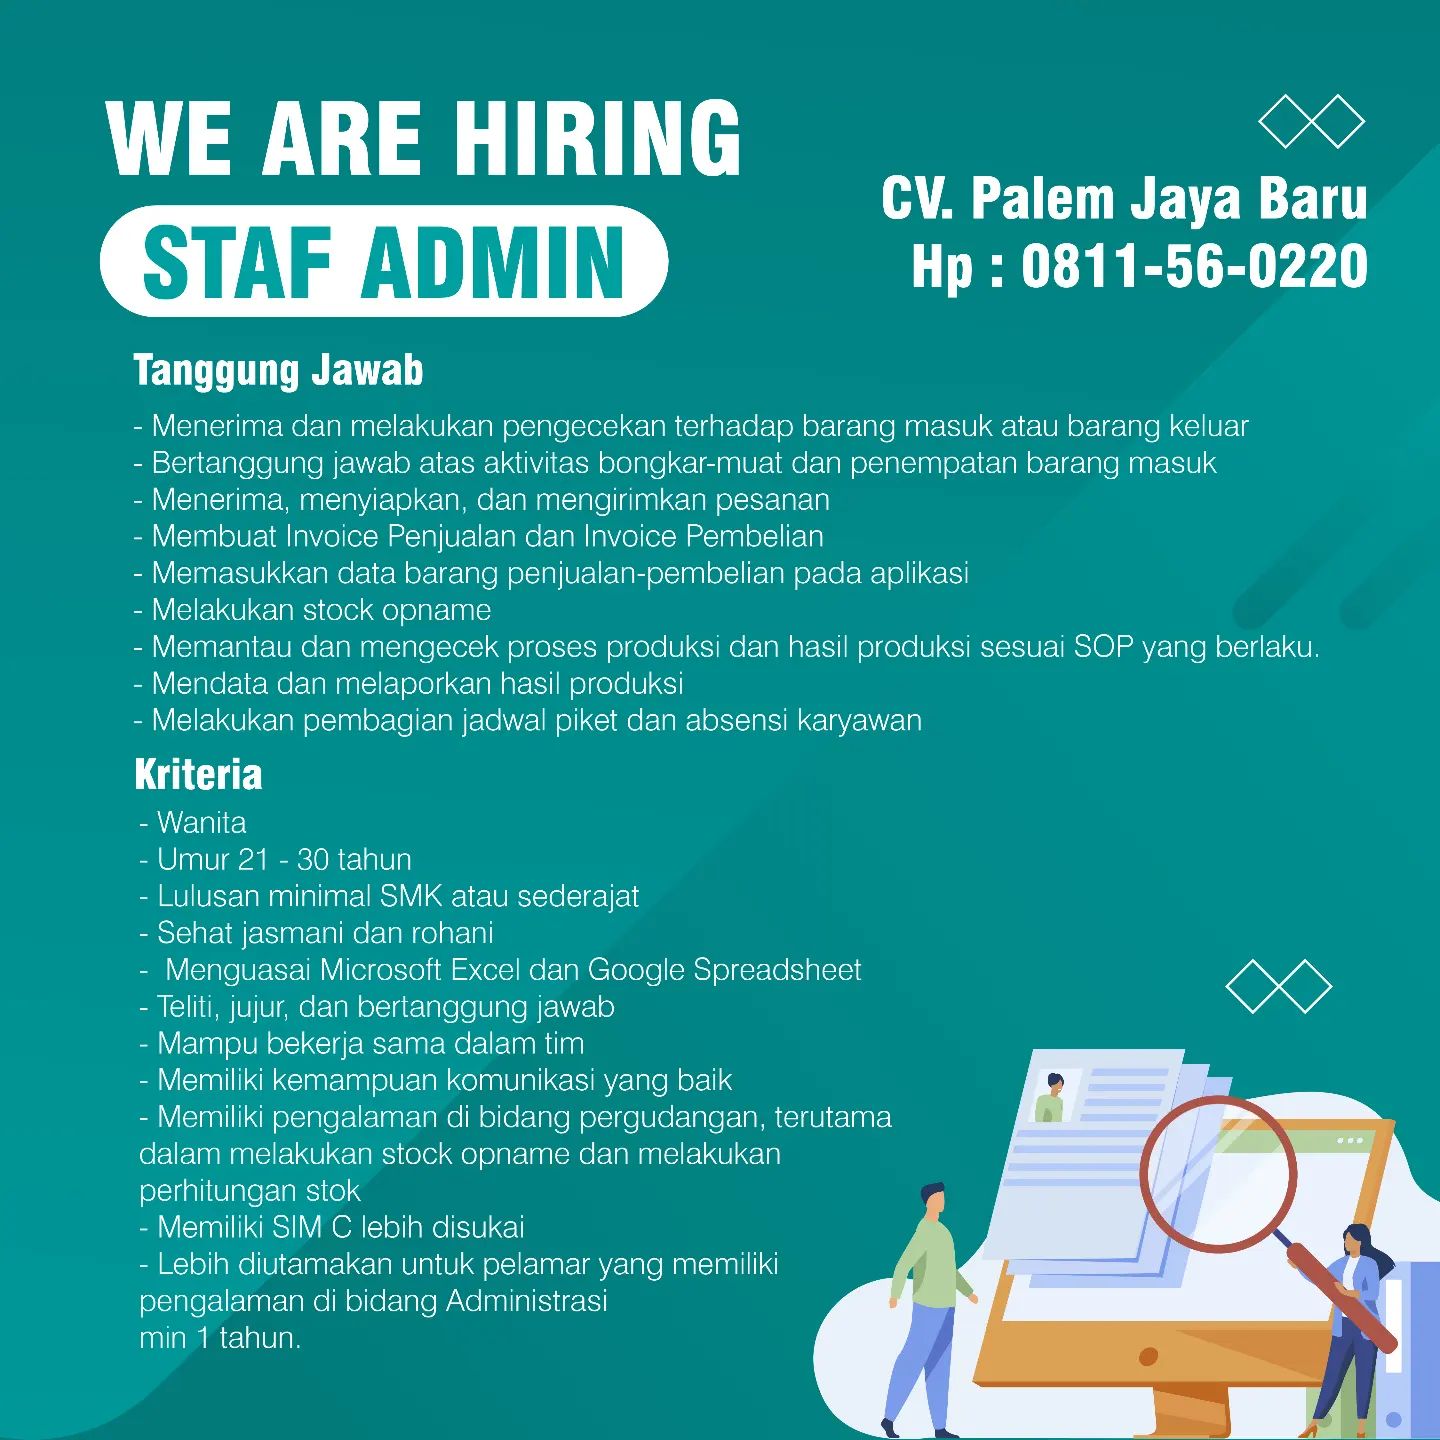 WE ARE HIRING
STAF ADMIN
CV. Palem Jaya Baru
Hp : 0811-56-0220
Tanggung Jawab
- Menerima dan melakukan pengecekan terhadap barang masuk atau barang keluar
- Bertanggung jawab atas aktivitas bongkar-muat dan penempatan barang masuk
- Menerima, menyiapkan, dan mengirimkan pesanan
- Membuat Invoice Penjualan dan Invoice Pembelian
- Memasukkan data barang penjualan-pembelian pada aplikasi
- Melakukan stock opname
- Memantau dan mengecek proses produksi dan hasil produksi sesuai SOP yang berlaku.
- Mendata dan melaporkan hasil produksi
- Melakukan pembagian jadwal piket dan absensi karyawan
Kriteria
- Wanita
- Umur 21 - 30 tahun
- Lulusan minimal SMK atau sederajat
- Sehat jasmani dan rohani
-  Menguasai Microsoft Excel dan Google Spreadsheet
- Teliti, jujur, dan bertanggung jawab
- Mampu bekerja sama dalam tim
- Memiliki kemampuan komunikasi yang baik
- Memiliki pengalaman di bidang pergudangan, terutama
dalam melakukan stock opname dan melakukan
perhitungan stok
- Memiliki SIM C lebih disukai
- Lebih diutamakan untuk pelamar yang memiliki
pengalaman di bidang Administrasi
min 1 tahun.